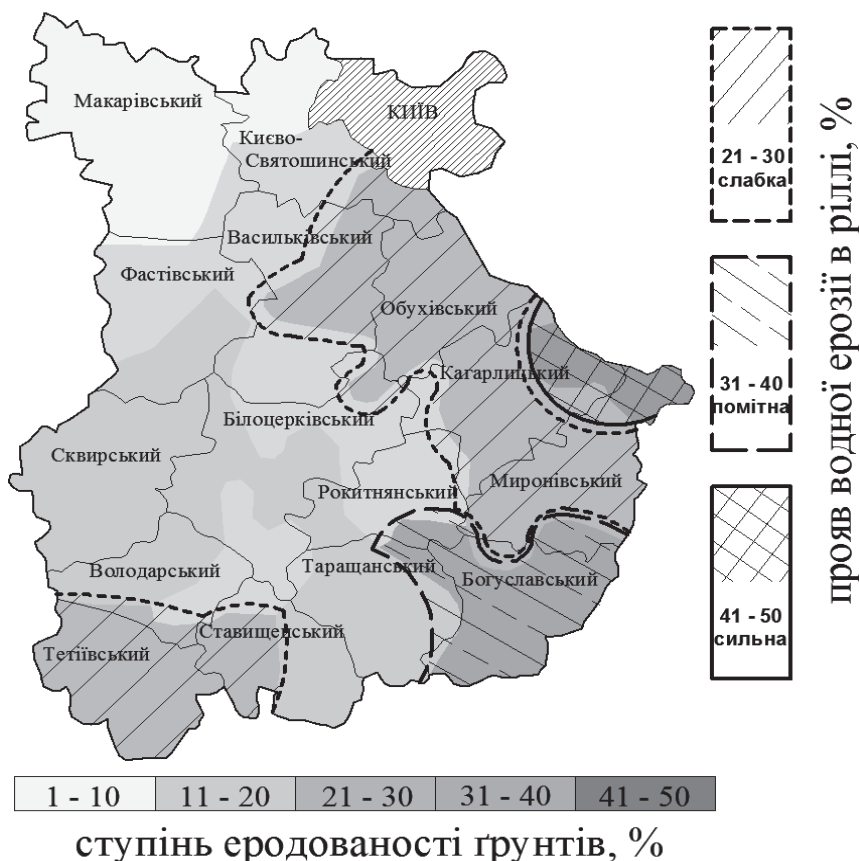 Макарівський
КИЇВ
Києво-
Святошинський
Васильківський
Фастівський
Обухівський
Кагарлицький
Білоцерківський
Сквирський
Рокитнянський
Миронівський
Володарський
Таращанський
Богуславський
Ставищенський
Тетіївський
21 - 30
слабка
31 - 40
помітна
41 - 50
сильна
прояв водної ерозії в ріллі, %
1 - 10 11 - 20 21 - 30 31 - 40 41 - 50
ступінь еродованості ґрунтів, %